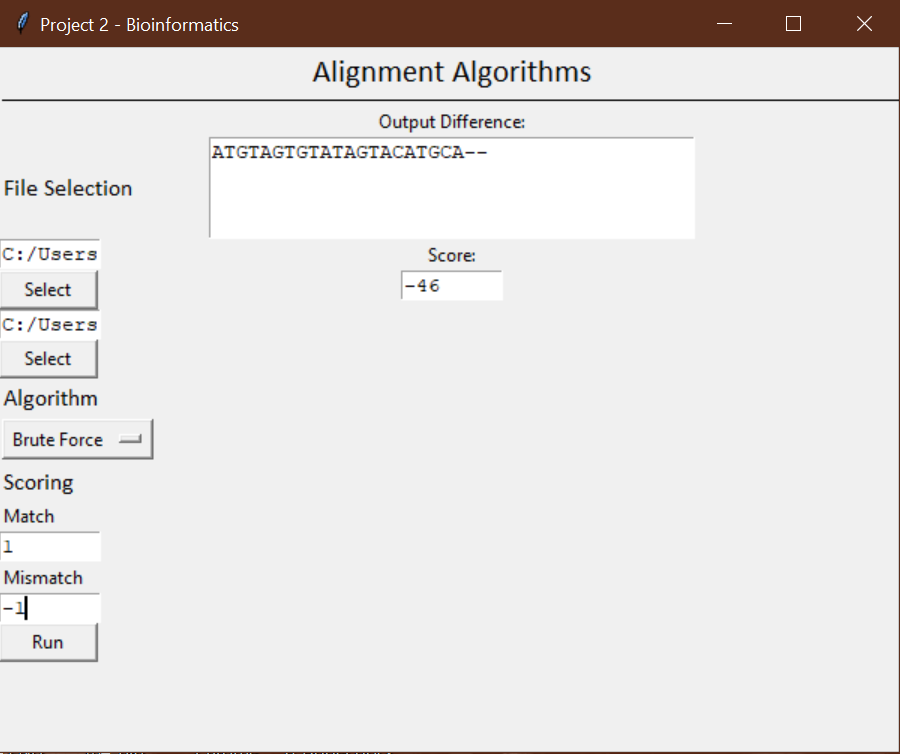 Project 2 - Bioinformatics
Alignment Algorithms
Output Difference:
ATGTAGTGTATAGTACATGCA--
File Selection
C:/Users
Score:
-46
Select
C:/Users
Select
Algorithm
Brute Force
Scoring
Match
1
Mismatch
-1
Run